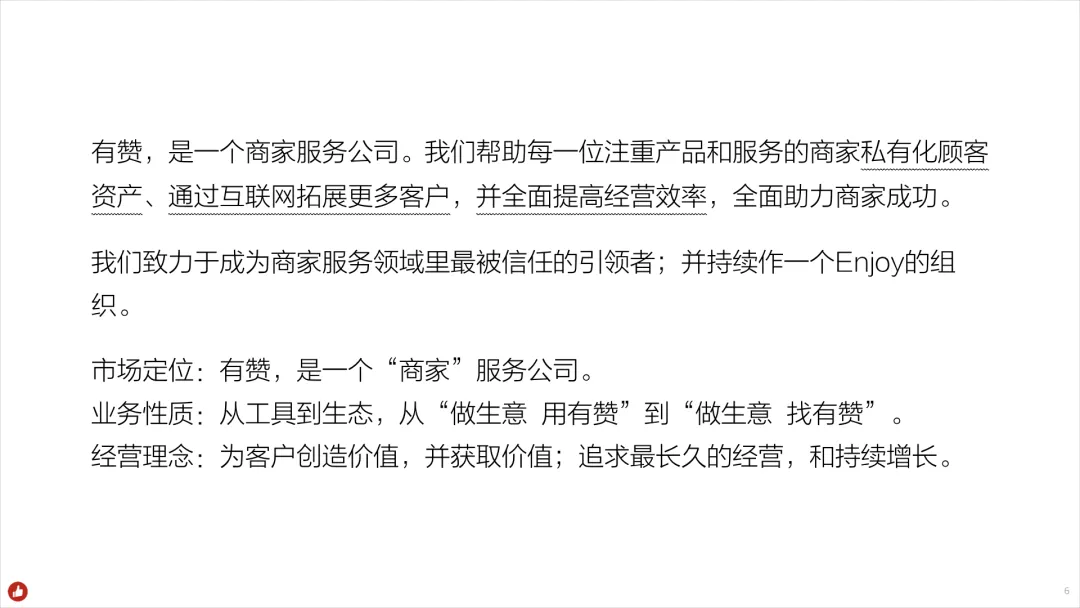 有赞，是一个商家服务公司。我们帮助每一位注重产品和服务的商家私有化顾客
资产、通过互联网拓展更多客户，并全面提高经营效率，全面助力商家成功。
我们致力于成为商家服务领域里最被信任的引领者；并持续作一个Enjoy的组
织。
市场定位：有赞，是一个“商家”服务公司。
业务性质：从工具到生态，从“做生意 用有赞”到“做生意 找有赞”。
经营理念：为客户创造价值，并获取价值；追求最长久的经营，和持续增长。
6